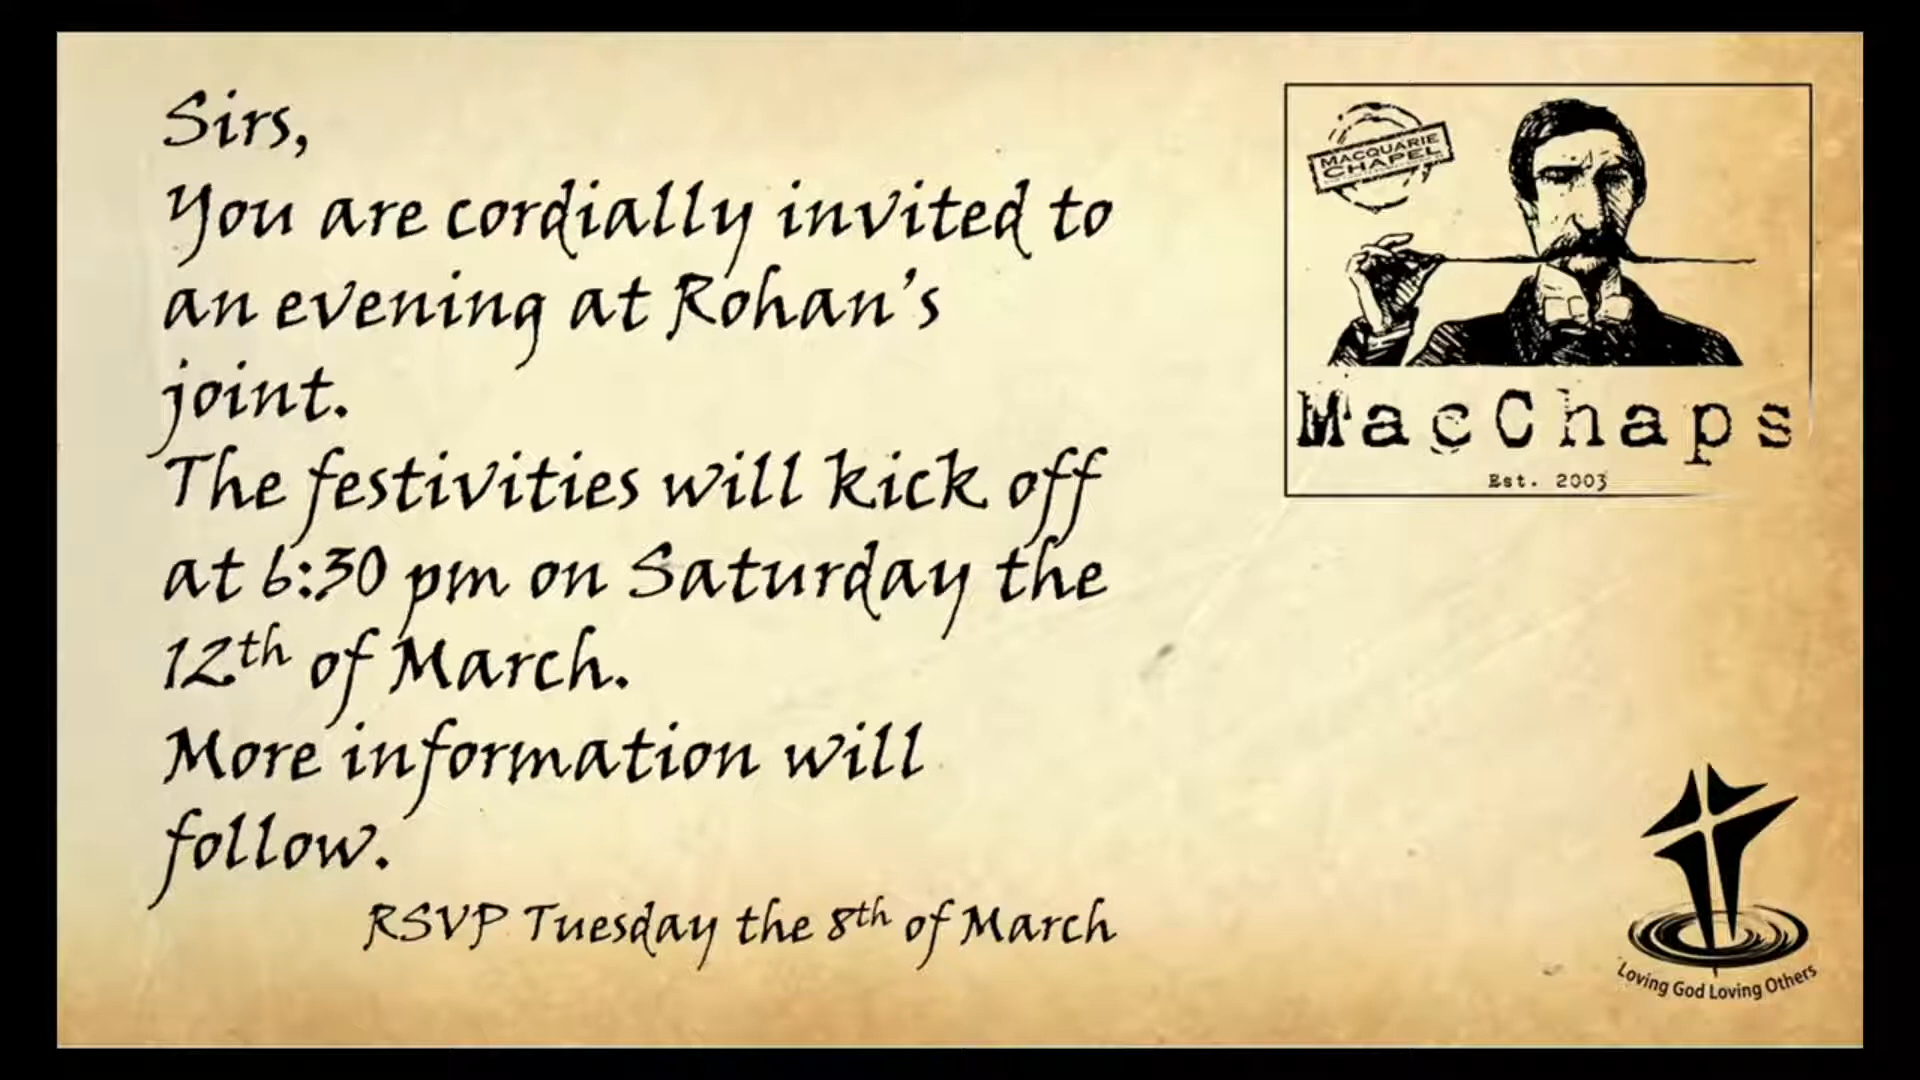 Sirs,
You are cordially invited to
an evening at Rohan's
joint.
The festivities will kick off
at 6:30 pm on Saturday the
12th of March.
More information will
follow.
RSVP Tuesday the 8th of March
MACQUARIE
CHAPEL
MacChaps
Est. 2003
Loving God Loving Others